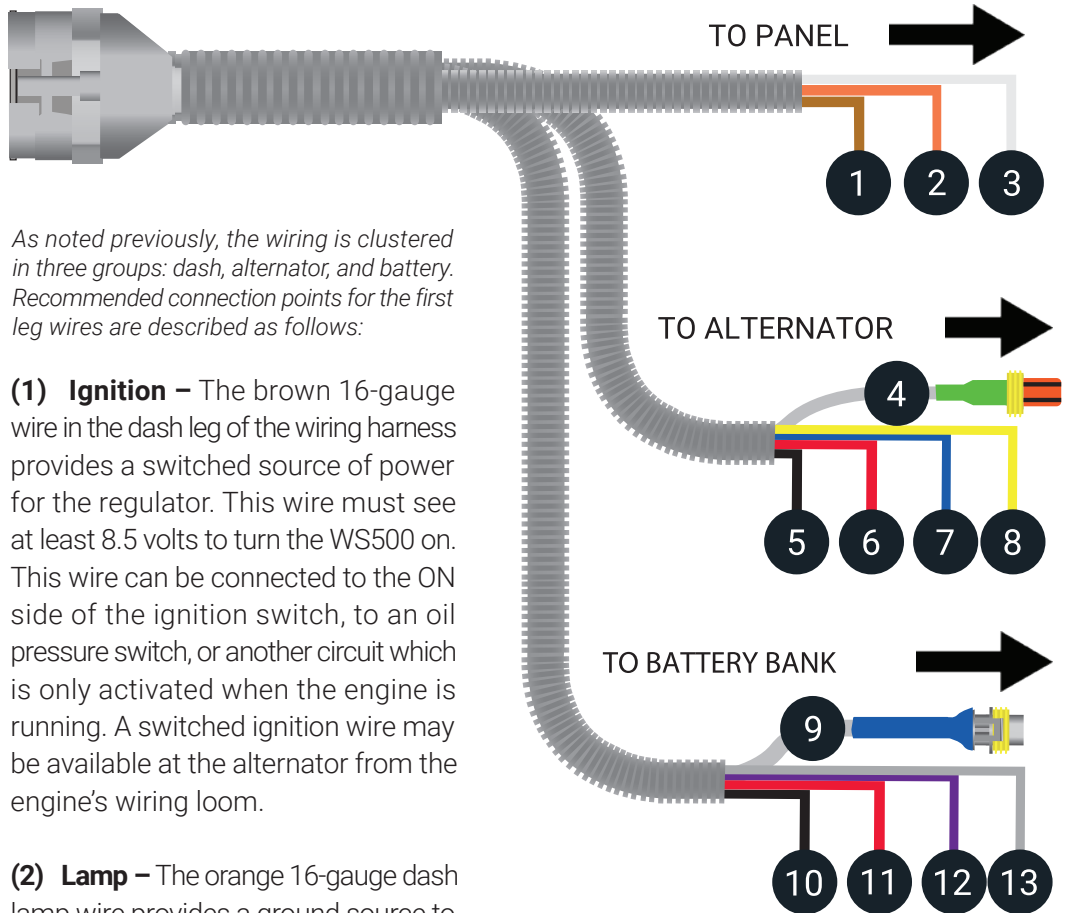 TO PANEL
1 2 3
As noted previously, the wiring is clustered
in three groups: dash, alternator, and battery.
Recommended connection points for the first
leg wires are described as follows:
(1) Ignition – The brown 16-gauge
wire in the dash leg of the wiring harness
provides a switched source of power
for the regulator. This wire must see
at least 8.5 volts to turn the WS500 on.
This wire can be connected to the ON
side of the ignition switch, to an oil
pressure switch, or another circuit which
is only activated when the engine is
running. A switched ignition wire may
be available at the alternator from the
engine's wiring loom.
(2) Lamp – The orange 16-gauge dash
lamp wire provides a ground source to
TO ALTERNATOR
4
5 6 7 8
TO BATTERY BANK
9
10 11 12 13